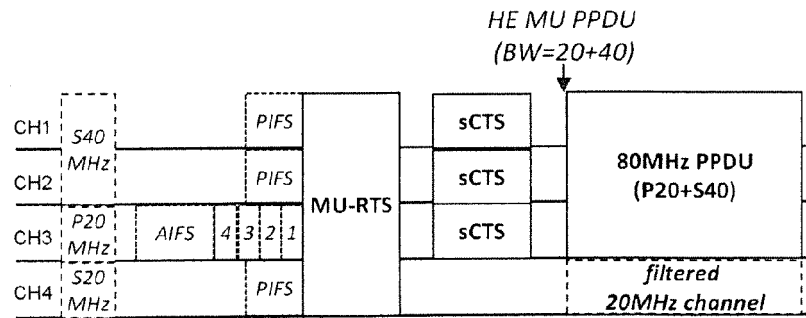 HE MU PPDU
(BW=20+40)
CH1
S40
MHz
PIFS
sCTS
CH2
PIFS
sCTS
MU-RTS
80MHz PPDU
(P20+S40)
CH3
P20
MHz
AIFS
4
3
2
1
sCTS
CH4
S20
MHz
PIFS
filtered
20MHz channel